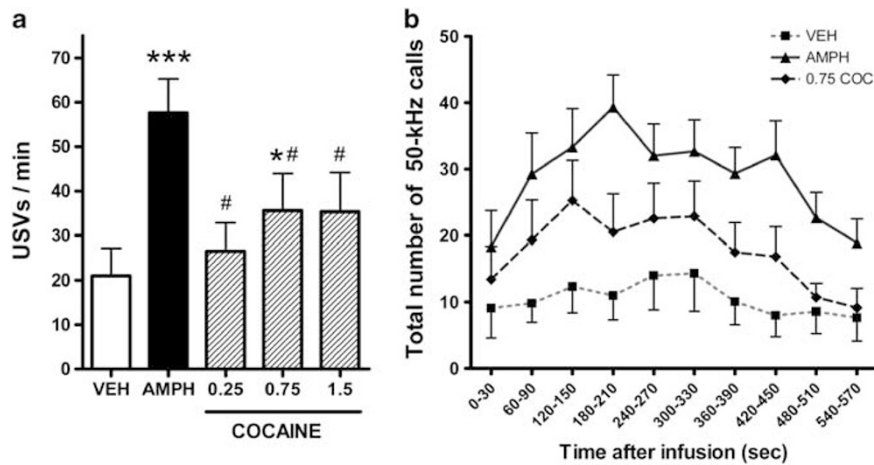 a
USVs / min
70
60
50
40
30
20
10
0
***
#
*#
#
VEH AMPH 0.25 0.75 1.5
COCAINE
b
Total number of 50-kHz calls
50
40
30
20
10
0
VEH
AMPH
0.75 COC
0-30
60-90
120-150
180-210
240-270
300-330
360-390
420-450
480-510
540-570
Time after infusion (sec)